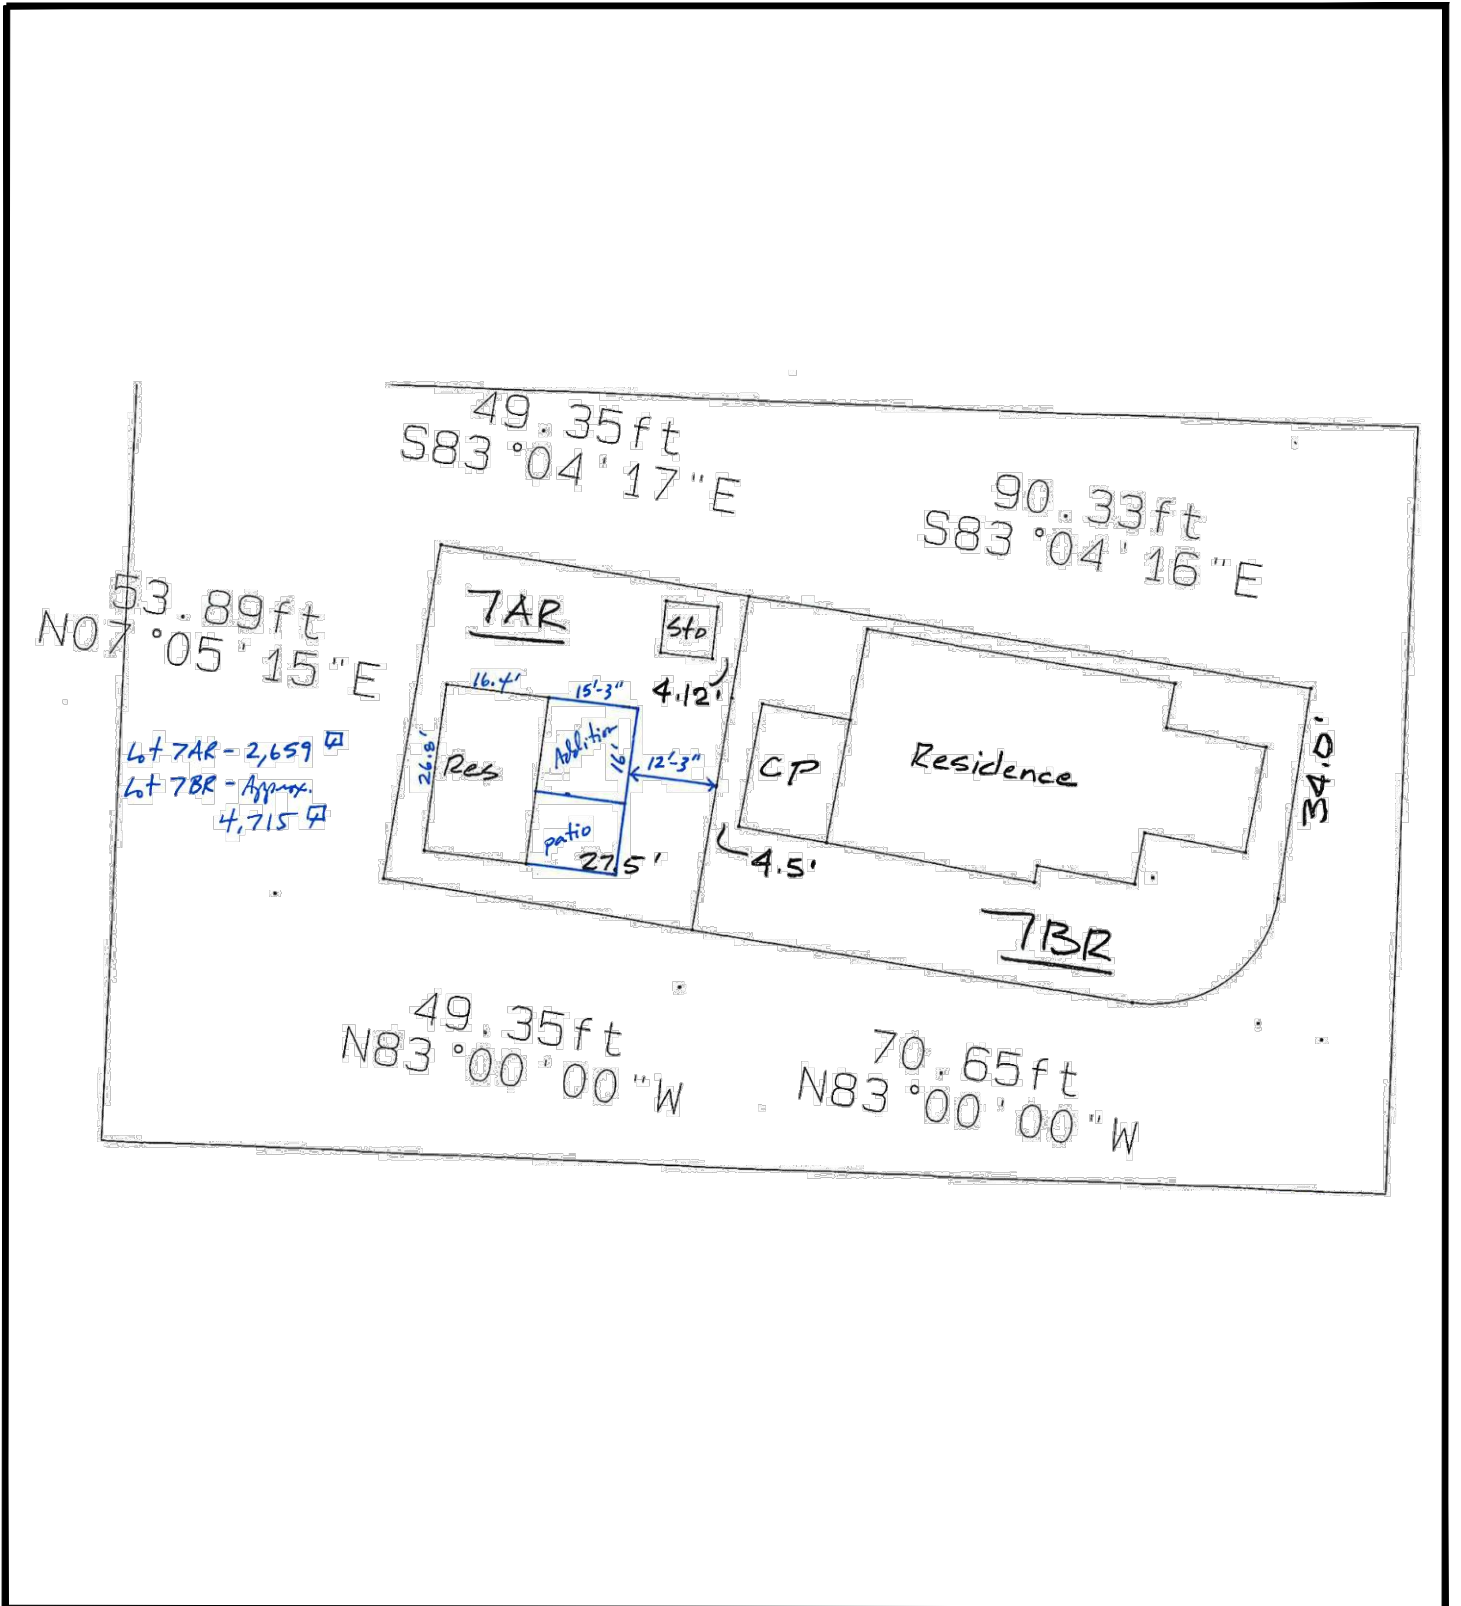 49.35ft
S83°04'17"E
90.33ft
S83°04'16"E
53.89ft
N07°05'15"E
7AR
Sto
16.4'
15'-3"
4.12'
Lot 7AR - 2,659
Lot 7BR - Approx.
4,715
26.8'
Res
Addition
16'
12'-3"
CP
Residence
34.0'
patio
27.5'
4.5'
7BR
49.35ft
N83°00'00"W
70.65ft
N83°00'00"W